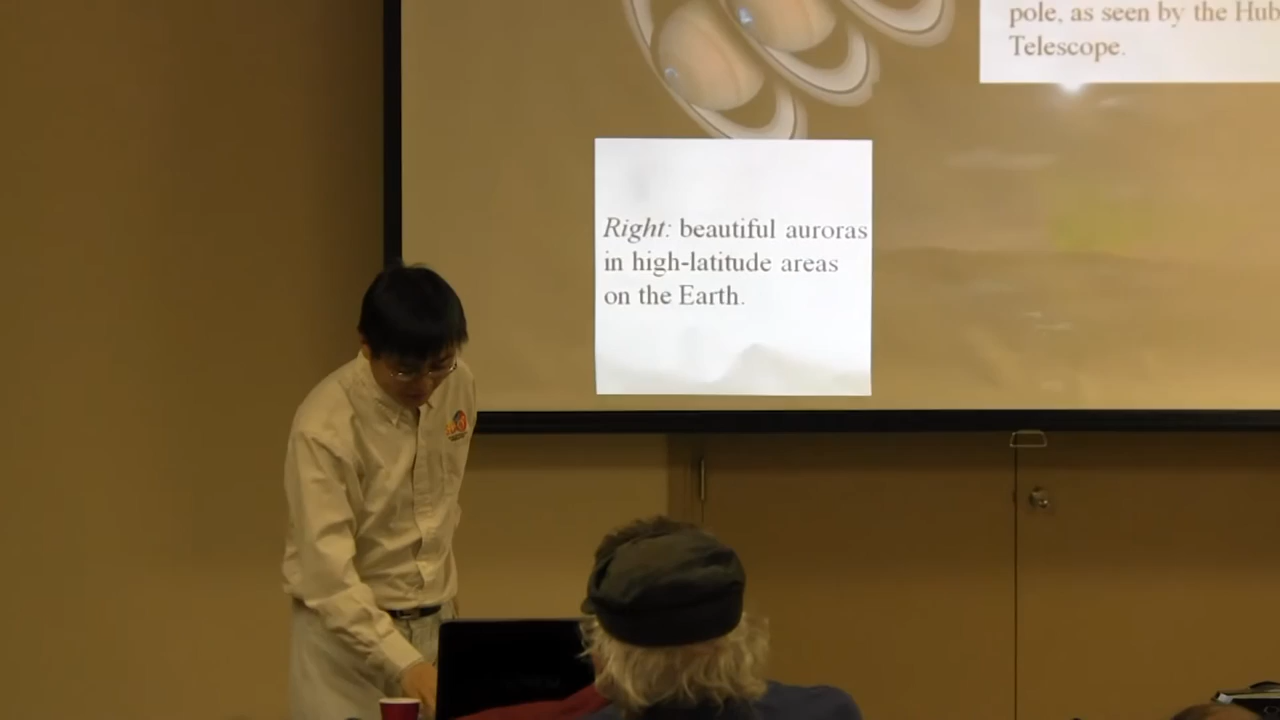 pole, as seen by the Hub
Telescope.
Right: beautiful auroras
in high-latitude areas
on the Earth.